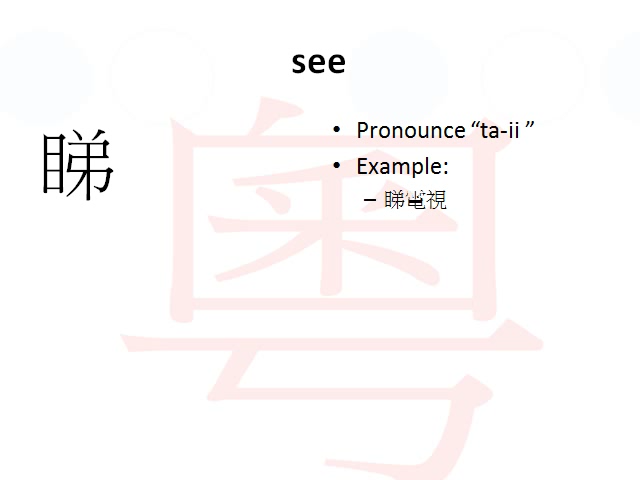 see
睇
• Pronounce “ta-ii ”
• Example:
– 睇電視
粵